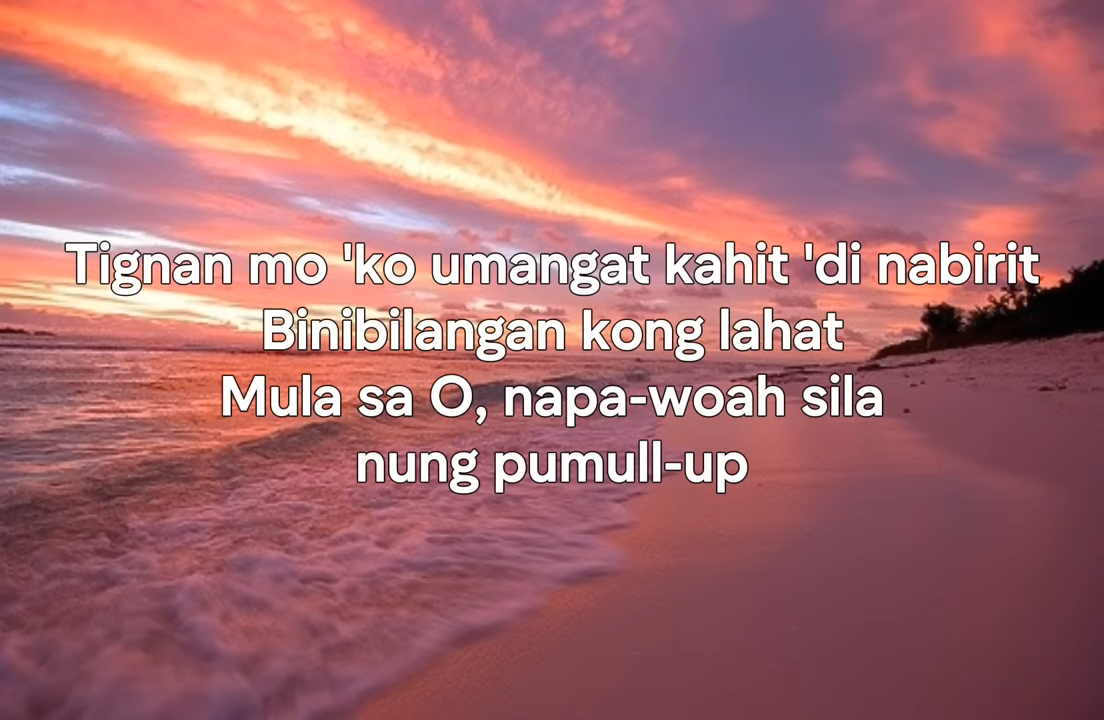 Tignan mo 'ko umangat kahit 'di nabirit
Binibilangan kong lahat
Mula sa O, napa-woah sila
nung pumull-up